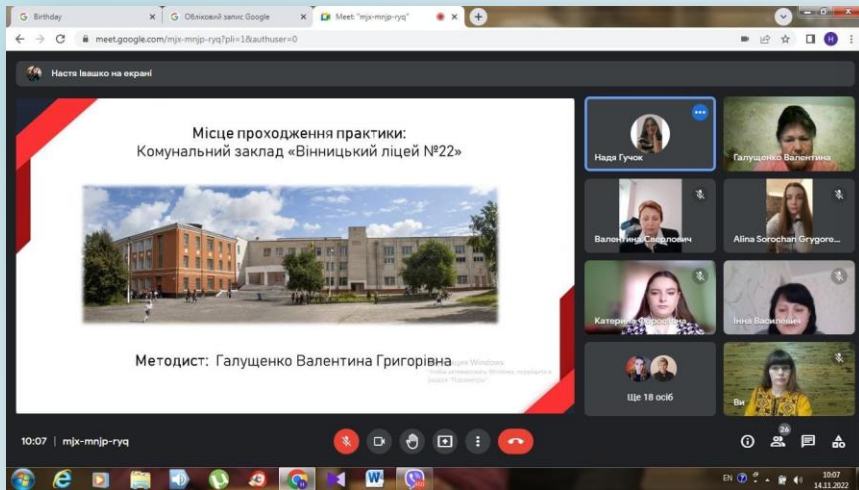 Birthday
Обліковий запис Google
Meet: "mjx-mnjp-ryq"
meet.google.com/mjx-mnjp-ryq?pli=1&authuser=0
Настя Івашко на екрані
Місце проходження практики:
Комунальний заклад «Вінницький ліцей №22»
Методист: Галущенко Валентина Григорівна
Надя Гучок
Галущенко Валентина
Валентина Сверлович
Alina Sorochan Grygore...
Катерина
Інна Василевич
Ще 18 осіб
Ви
10:07 | mjx-mnjp-ryq
26
EN
10:07
14.11.2022